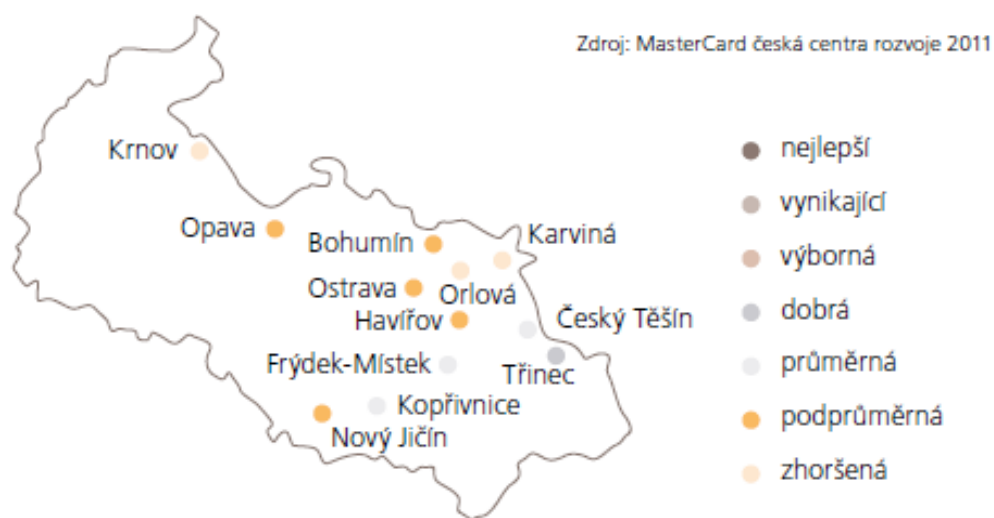 Zdroj: MasterCard česká centra rozvoje 2011
Krnov
Opava
Bohumín
Karviná
Ostrava
Orlová
Havířov
Český Těšín
Frýdek-Místek
Třinec
Kopřivnice
Nový Jičín
nejlepší
vynikající
výborná
dobrá
průměrná
podprůměrná
zhoršená